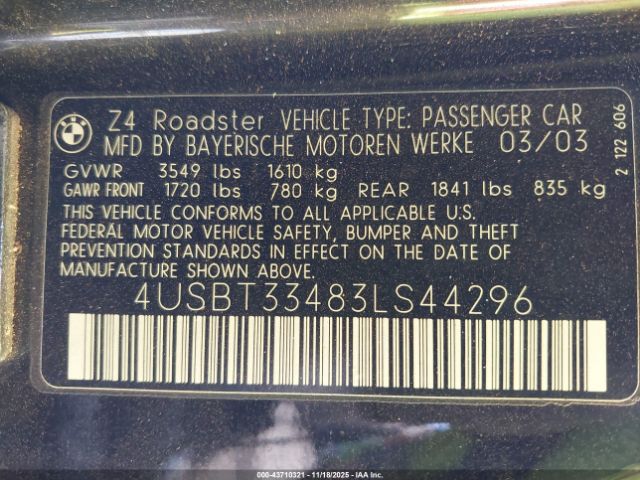 BMW
Z4 Roadster VEHICLE TYPE: PASSENGER CAR
MFD BY BAYERISCHE MOTOREN WERKE 03/03
GVWR 3549 lbs 1610 kg
GAWR FRONT 1720 lbs 780 kg REAR 1841 lbs 835 kg
THIS VEHICLE CONFORMS TO ALL APPLICABLE U.S.
FEDERAL MOTOR VEHICLE SAFETY, BUMPER AND THEFT
PREVENTION STANDARDS IN EFFECT ON THE DATE OF
MANUFACTURE SHOWN ABOVE.
4USBT33483LS44296
2 122 606
000-43710321 - 11/18/2025 - IAA Inc.